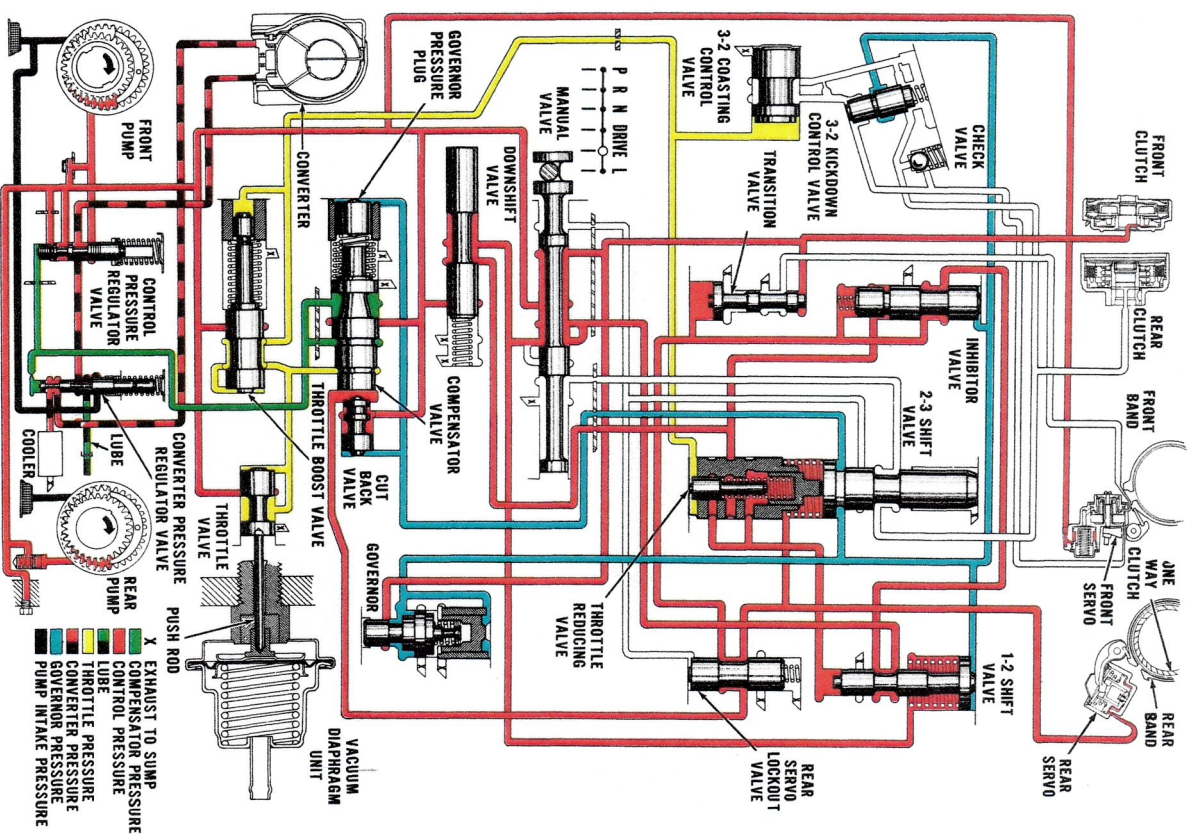 FRONT
PUMP
CONVERTER
GOVERNOR
PRESSURE
PLUG
P R N DRIVE L
MANUAL
VALVE
DOWNSHIFT
VALVE
3-2 COASTING
CONTROL
VALVE
3-2 KICKDOWN
CONTROL VALVE
TRANSITION
VALVE
CHECK
VALVE
FRONT
CLUTCH
REAR
CLUTCH
FRONT
BAND
INHIBITOR
VALVE
2-3 SHIFT
VALVE
CONTROL
PRESSURE
REGULATOR
VALVE
THROTTLE BOOST VALVE
COMPENSATOR
VALVE
CUT
BACK
VALVE
LUBE
COOLER
CONVERTER PRESSURE
REGULATOR VALVE
THROTTLE
VALVE
GOVERNOR
THROTTLE
REDUCING
VALVE
1-2 SHIFT
VALVE
FRONT
SERVO
ONE
WAY
CLUTCH
REAR
BAND
REAR
SERVO
REAR
SERVO
LOCKOUT
VALVE
REAR
PUMP
PUSH ROD
VACUUM
DIAPHRAGM
UNIT
X
X
X
X
X
X
X
X EXHAUST TO SUMP
COMPENSATOR PRESSURE
CONTROL PRESSURE
LUBE
THROTTLE PRESSURE
CONVERTER PRESSURE
GOVERNOR PRESSURE
PUMP INTAKE PRESSURE